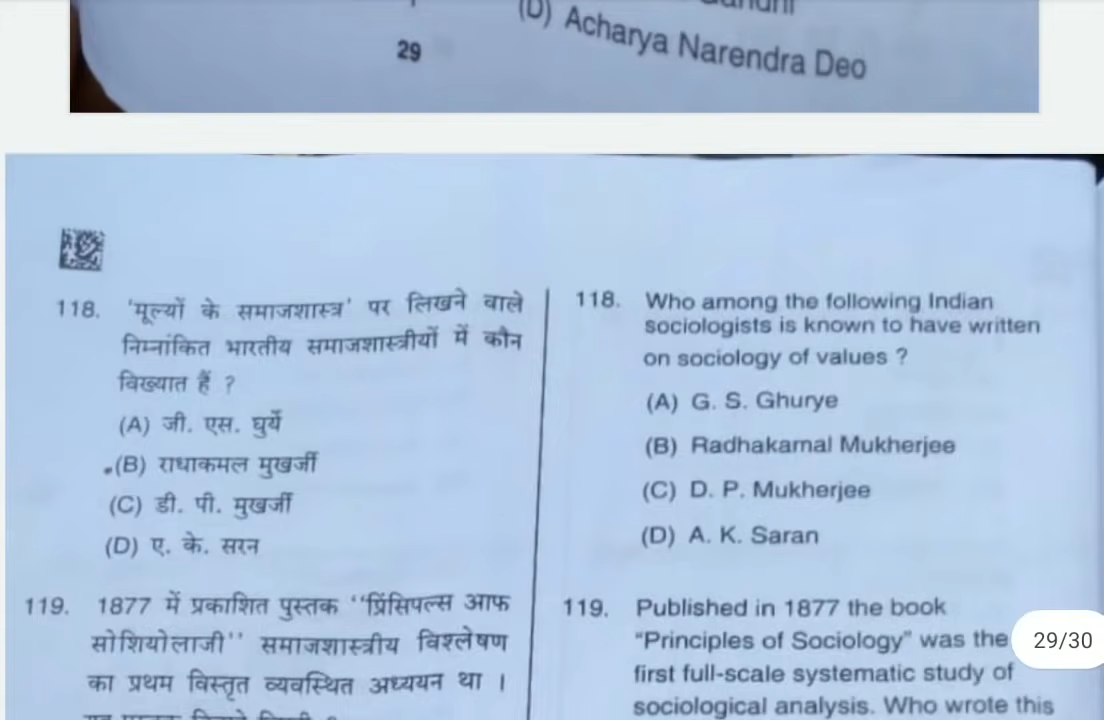 (D) Acharya Narendra Deo
29
118. 'मूल्यों के समाजशास्त्र' पर लिखने वाले
निम्नांकित भारतीय समाजशास्त्रीयों में कौन
विख्यात हैं ?
(A) जी. एस. घुर्ये
(B) राधाकमल मुखर्जी
(C) डी. पी. मुखर्जी
(D) ए. के. सरन
119. 1877 में प्रकाशित पुस्तक ‘‘प्रिंसिपल्स आफ
सोशियोलाजी’’ समाजशास्त्रीय विश्लेषण
का प्रथम विस्तृत व्यवस्थित अध्ययन था ।
118. Who among the following Indian
sociologists is known to have written
on sociology of values ?
(A) G. S. Ghurye
(B) Radhakamal Mukherjee
(C) D. P. Mukherjee
(D) A. K. Saran
119. Published in 1877 the book
“Principles of Sociology” was the
first full-scale systematic study of
sociological analysis. Who wrote this
29/30